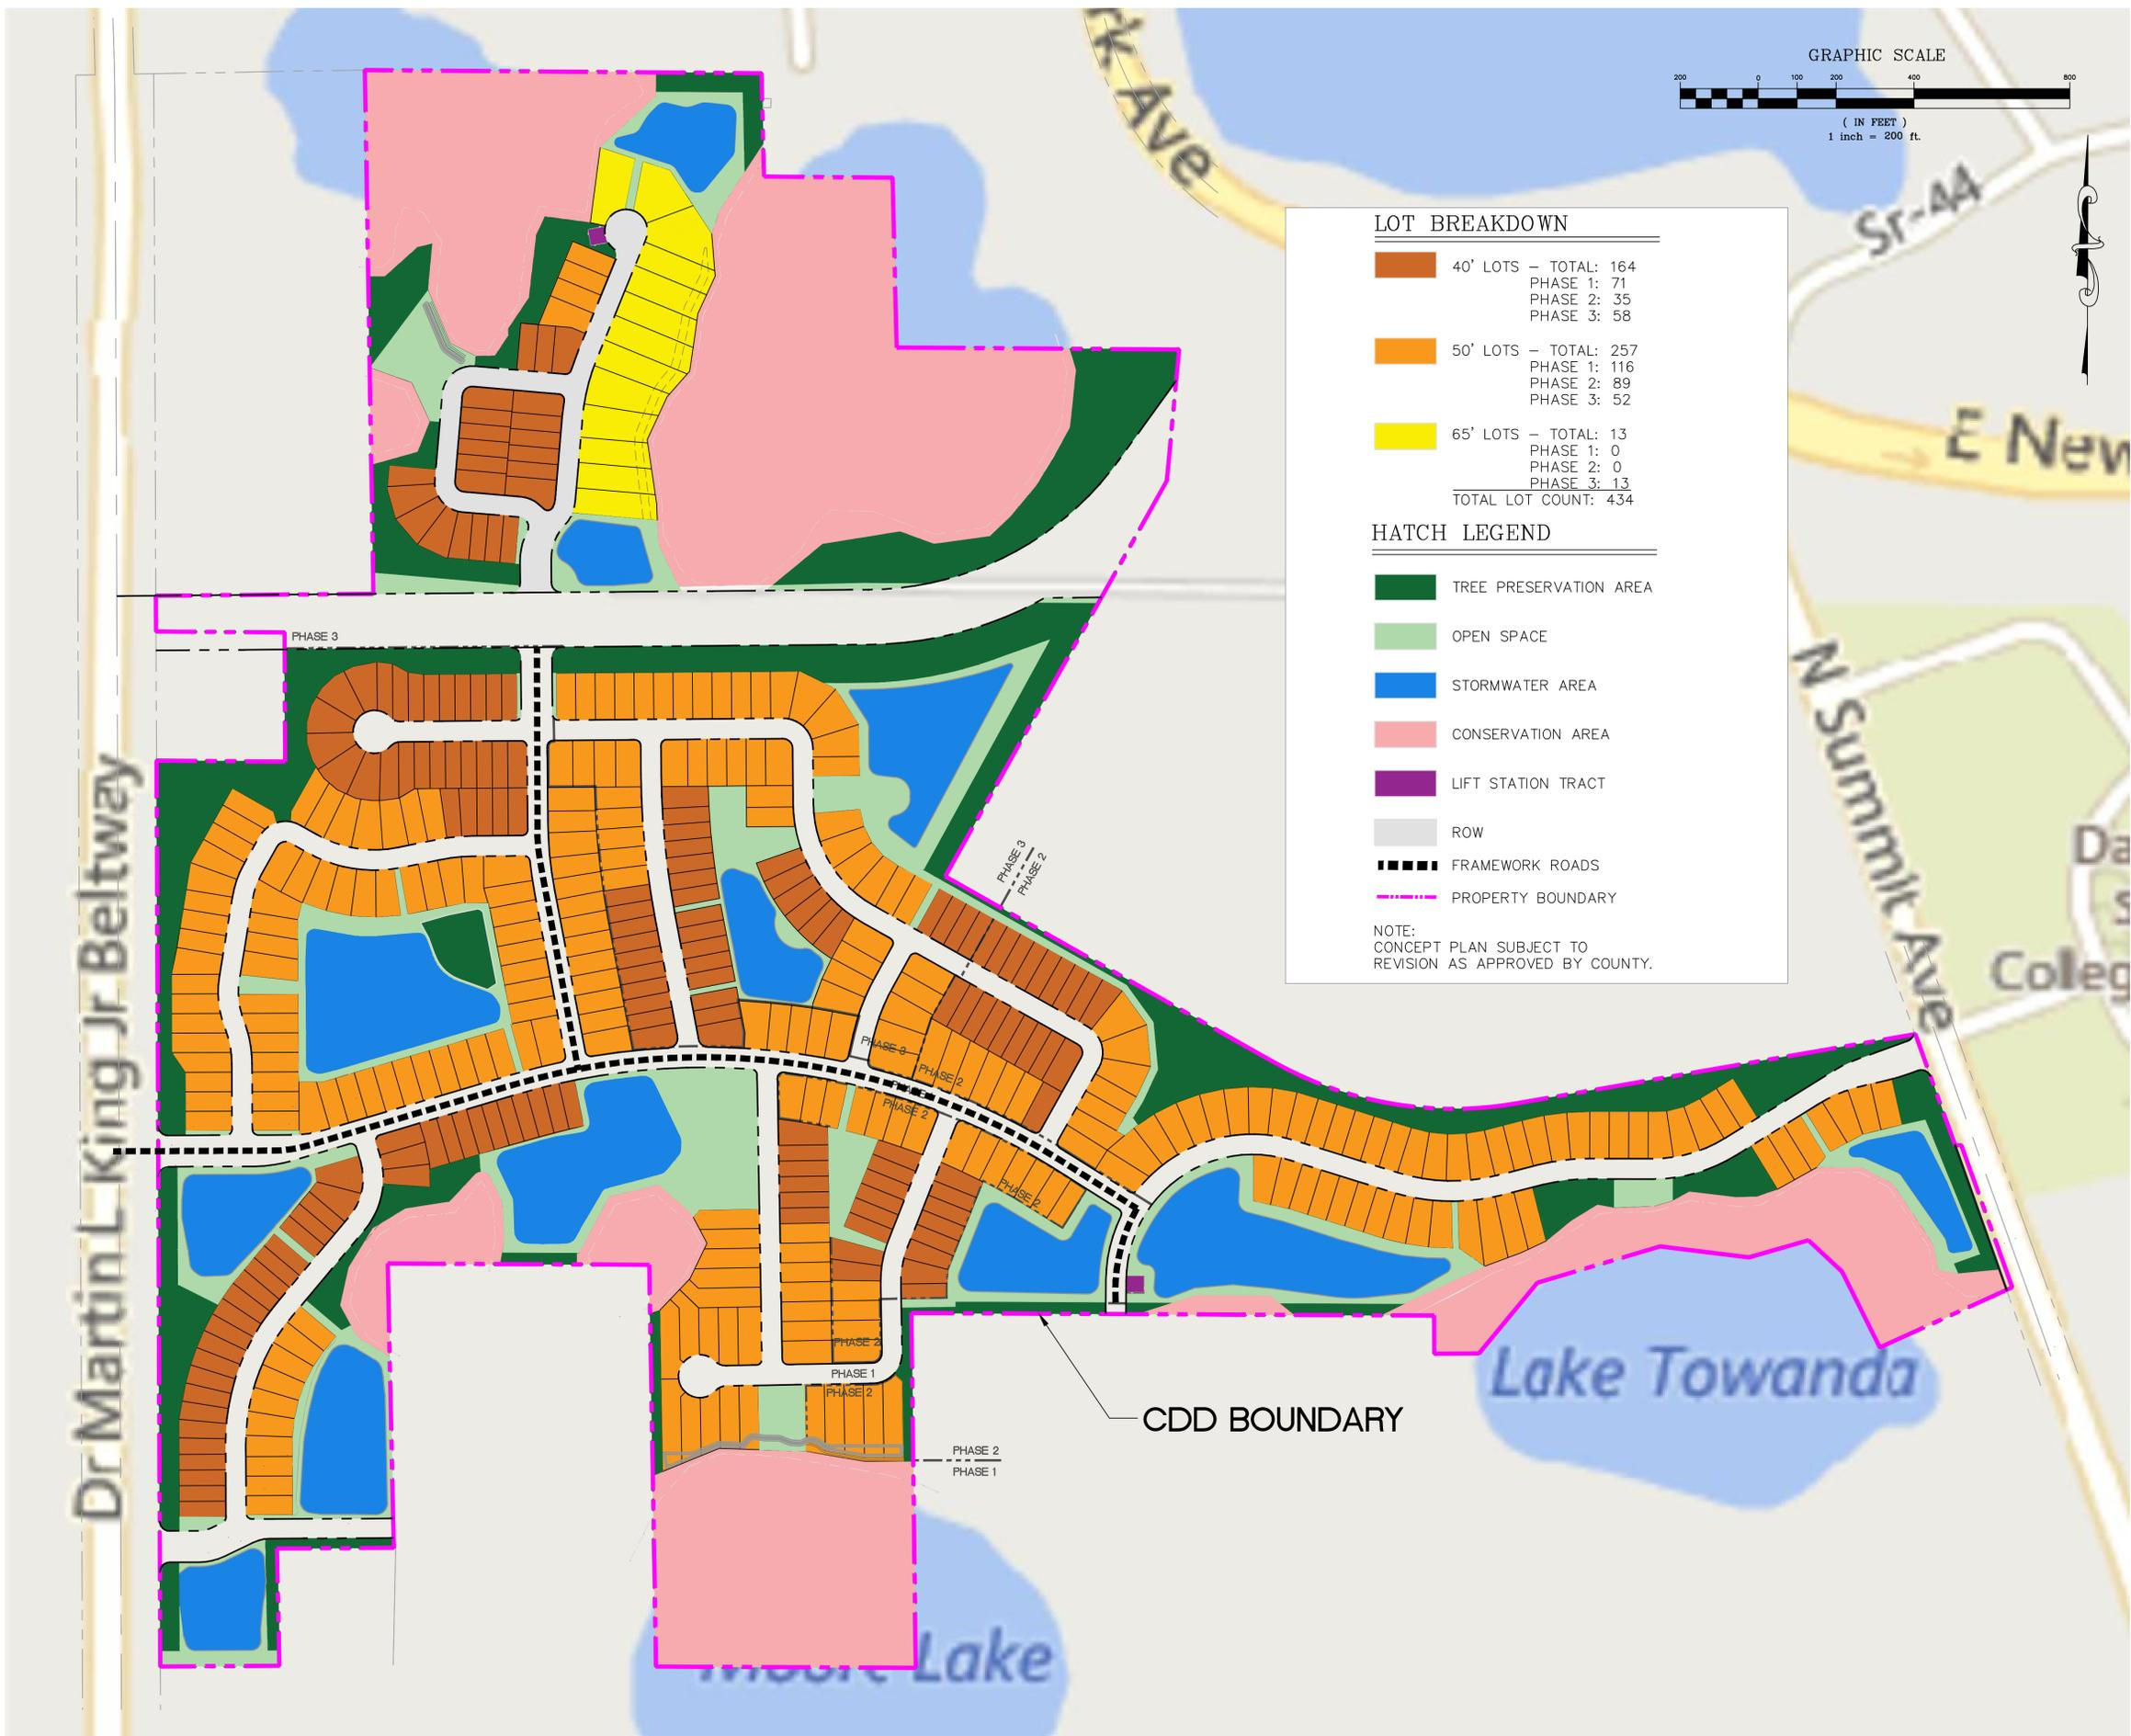 rk Ave
GRAPHIC SCALE
200 0 100 200 400 800
( IN FEET )
1 inch = 200 ft.
Sr-44
LOT BREAKDOWN
40' LOTS – TOTAL: 164
PHASE 1: 71
PHASE 2: 35
PHASE 3: 58
50' LOTS – TOTAL: 257
PHASE 1: 116
PHASE 2: 89
PHASE 3: 52
65' LOTS – TOTAL: 13
PHASE 1: 0
PHASE 2: 0
PHASE 3: 13
TOTAL LOT COUNT: 434
HATCH LEGEND
TREE PRESERVATION AREA
OPEN SPACE
STORMWATER AREA
CONSERVATION AREA
LIFT STATION TRACT
ROW
FRAMEWORK ROADS
PROPERTY BOUNDARY
NOTE:
CONCEPT PLAN SUBJECT TO
REVISION AS APPROVED BY COUNTY.
E New
N Summit Ave
Da
S
Colleg
PHASE 3
PHASE 3
PHASE 2
Dr Martin L King Jr Beltway
PHASE 3
PHASE 2
PHASE 2
PHASE 2
PHASE 2
PHASE 1
PHASE 2
Lake Towanda
CDD BOUNDARY
PHASE 2
PHASE 1
Lake